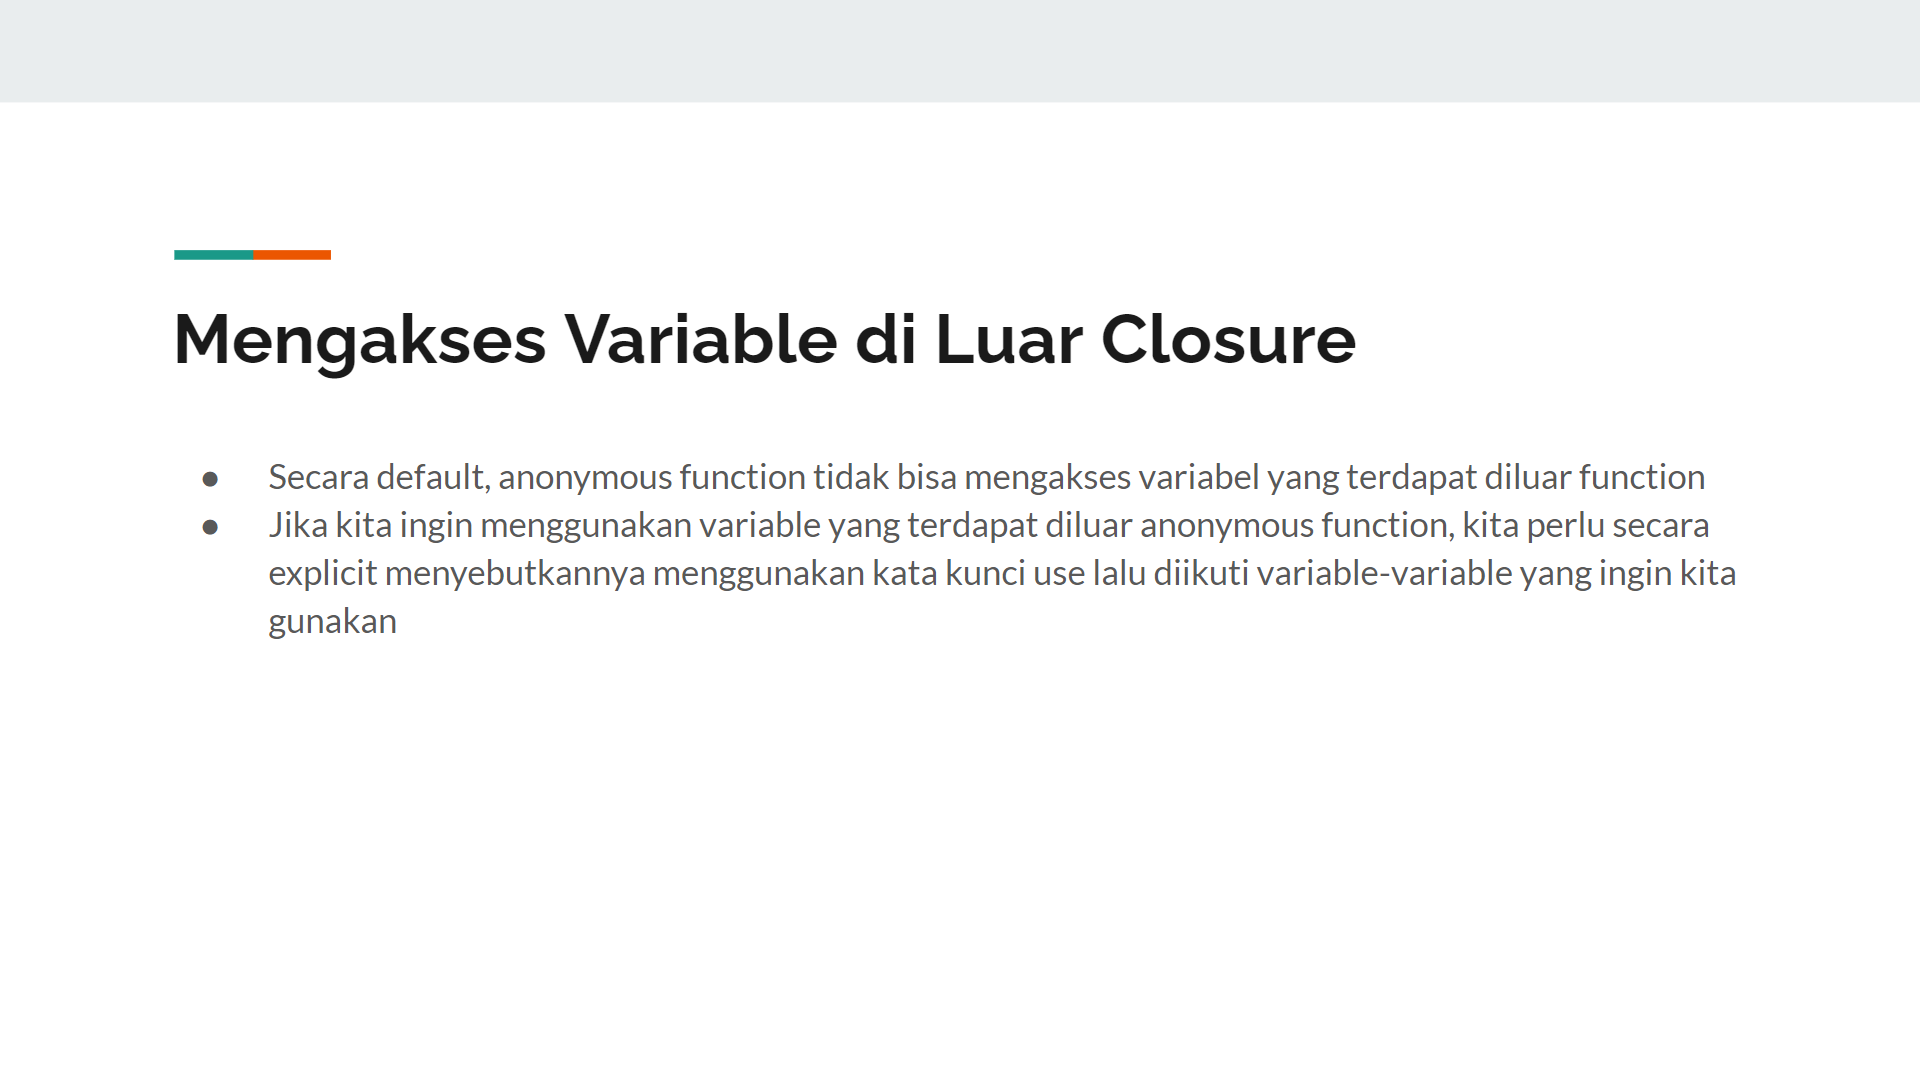 Mengakses Variable di Luar Closure
● Secara default, anonymous function tidak bisa mengakses variabel yang terdapat diluar function
● Jika kita ingin menggunakan variable yang terdapat diluar anonymous function, kita perlu secara
explicit menyebutkannya menggunakan kata kunci use lalu diikuti variable-variable yang ingin kita
gunakan